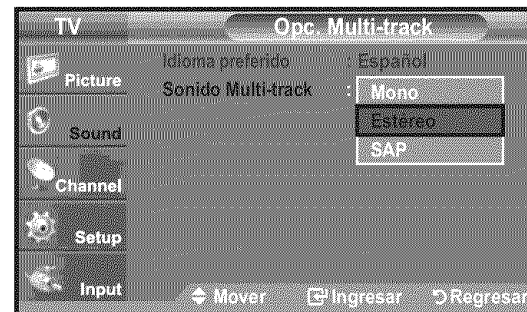 TV
Opc. Multi-track
Picture
Sound
Channel
Setup
Input
Idioma preferido : Español
Sonido Multi-track : Mono
Estéreo
SAP
Mover Ingresar Regresar